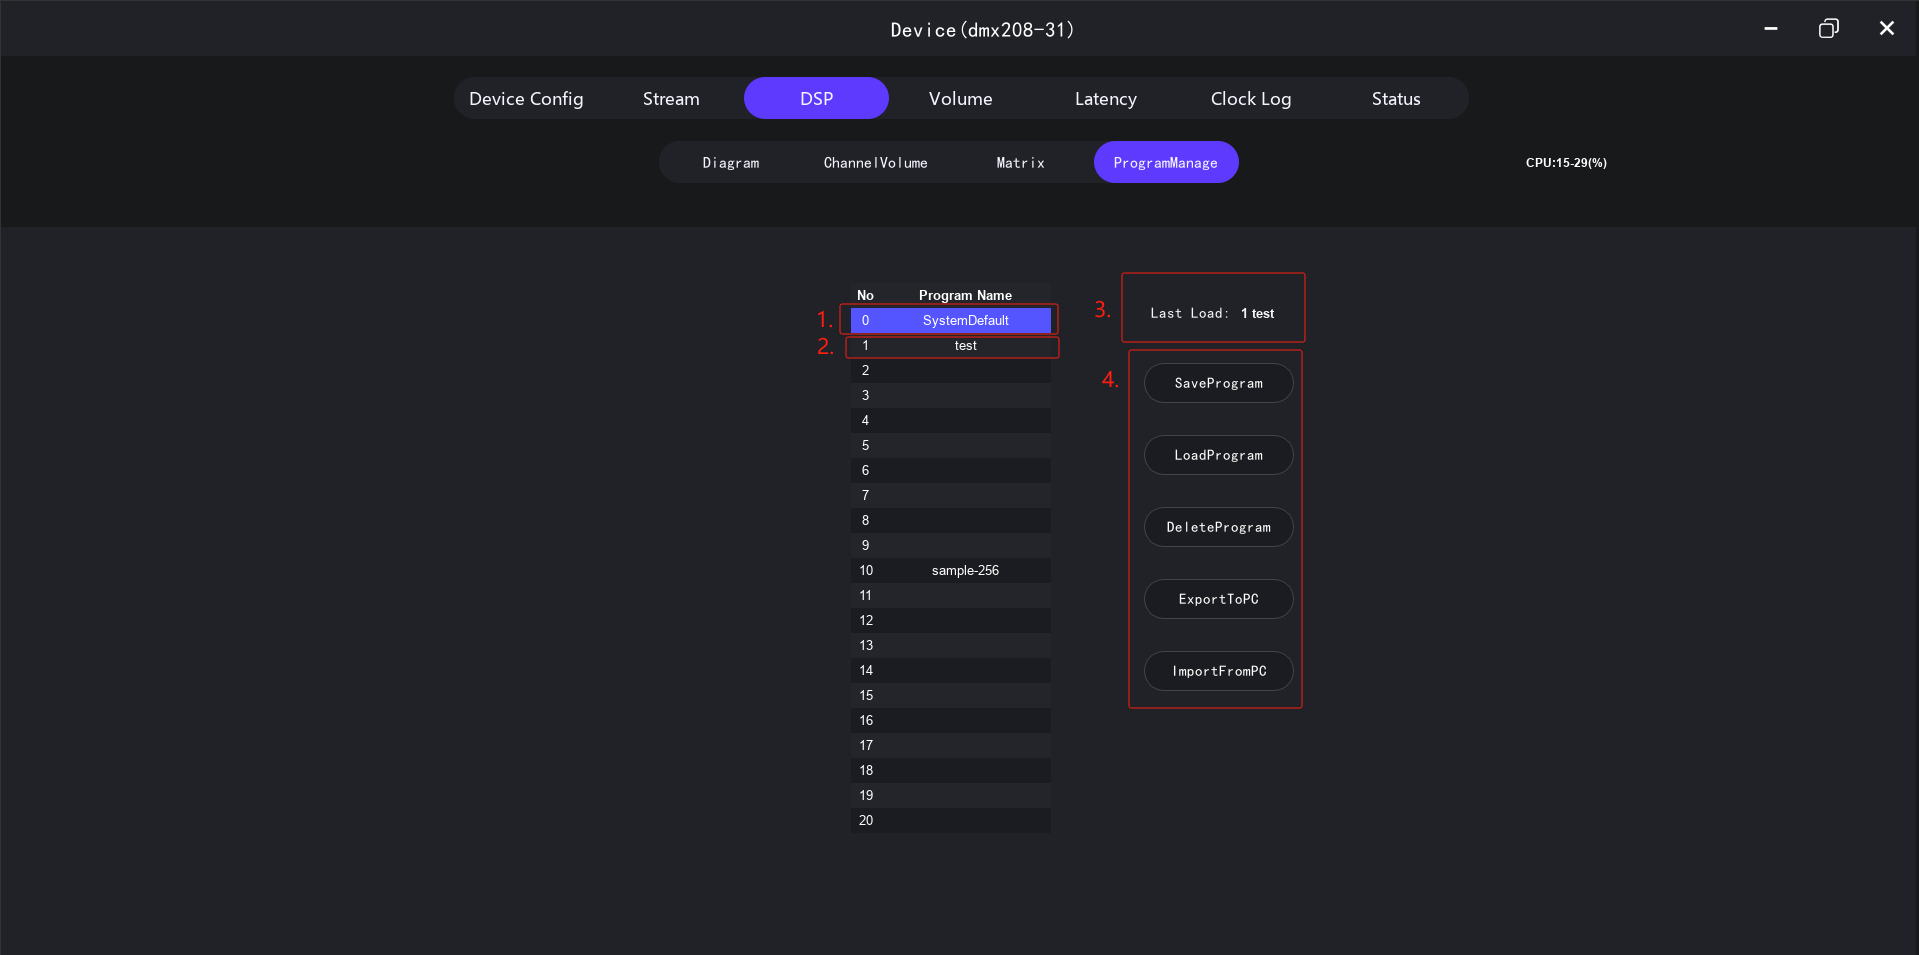 Device(dmx208-31)
Device Config Stream DSP Volume Latency Clock Log Status
Diagram ChannelVolume Matrix ProgramManage CPU:15-29(%)
No Program Name
1. 0 SystemDefault
2. 1 test
2
3
4
5
6
7
8
9
10 sample-256
11
12
13
14
15
16
17
18
19
20
3. Last Load: 1 test
4. SaveProgram
LoadProgram
DeleteProgram
ExportToPC
ImportFromPC